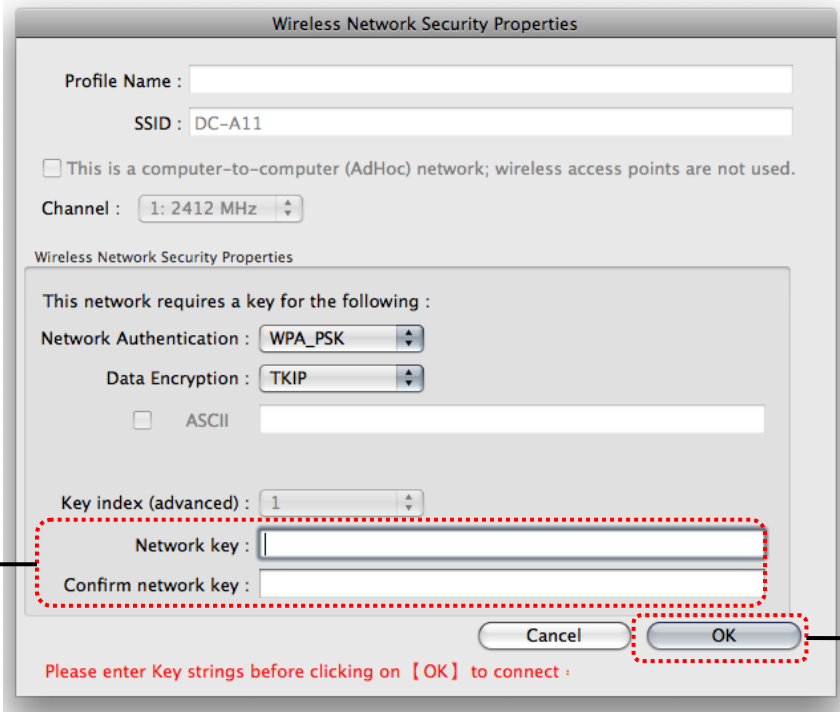 Wireless Network Security Properties
Profile Name :
SSID : DC-A11
This is a computer-to-computer (AdHoc) network; wireless access points are not used.
Channel : 1: 2412 MHz
Wireless Network Security Properties
This network requires a key for the following :
Network Authentication : WPA_PSK
Data Encryption : TKIP
ASCII
Key index (advanced) : 1
Network key :
Confirm network key :
Cancel OK
Please enter Key strings before clicking on【OK】to connect :